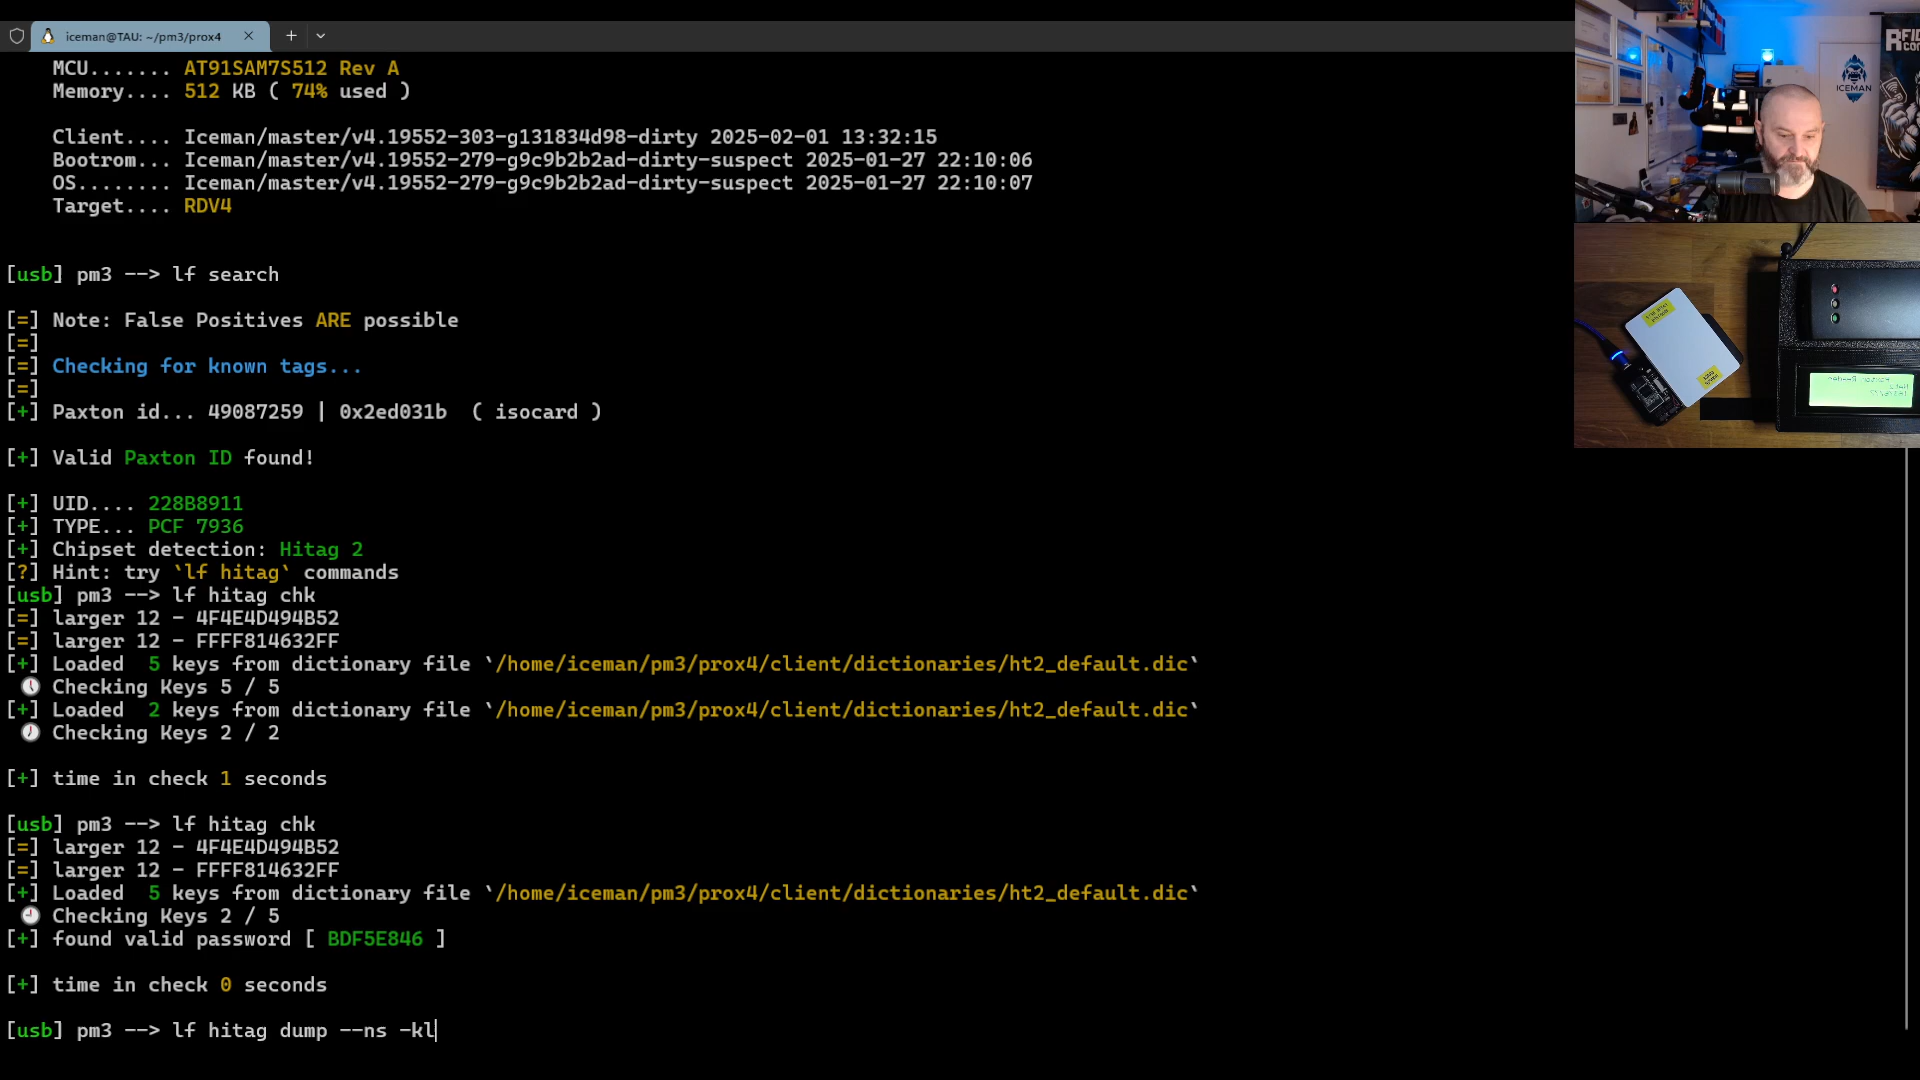 iceman@TAU: ~/pm3/prox4
MCU....... AT91SAM7S512 Rev A
Memory.... 512 KB ( 74% used )
Client.... Iceman/master/v4.19552-303-g131834d98-dirty 2025-02-01 13:32:15
Bootrom... Iceman/master/v4.19552-279-g9c9b2b2ad-dirty-suspect 2025-01-27 22:10:06
OS........ Iceman/master/v4.19552-279-g9c9b2b2ad-dirty-suspect 2025-01-27 22:10:07
Target.... RDV4
[usb] pm3 --> lf search
[=] Note: False Positives ARE possible
[=]
[=] Checking for known tags...
[=]
[+] Paxton id... 49087259 | 0x2ed031b  ( isocard )
[+] Valid Paxton ID found!
[+] UID.... 228B8911
[+] TYPE... PCF 7936
[+] Chipset detection: Hitag 2
[?] Hint: try `lf hitag` commands
[usb] pm3 --> lf hitag chk
[=] larger 12 - 4F4E4D494B52
[=] larger 12 - FFFF814632FF
[+] Loaded  5 keys from dictionary file `/home/iceman/pm3/prox4/client/dictionaries/ht2_default.dic`
Checking Keys 5 / 5
[+] Loaded  2 keys from dictionary file `/home/iceman/pm3/prox4/client/dictionaries/ht2_default.dic`
Checking Keys 2 / 2
[+] time in check 1 seconds
[usb] pm3 --> lf hitag chk
[=] larger 12 - 4F4E4D494B52
[=] larger 12 - FFFF814632FF
[+] Loaded  5 keys from dictionary file `/home/iceman/pm3/prox4/client/dictionaries/ht2_default.dic`
Checking Keys 2 / 5
[+] found valid password [ BDF5E846 ]
[+] time in check 0 seconds
[usb] pm3 --> lf hitag dump --ns -kl
ICEMAN